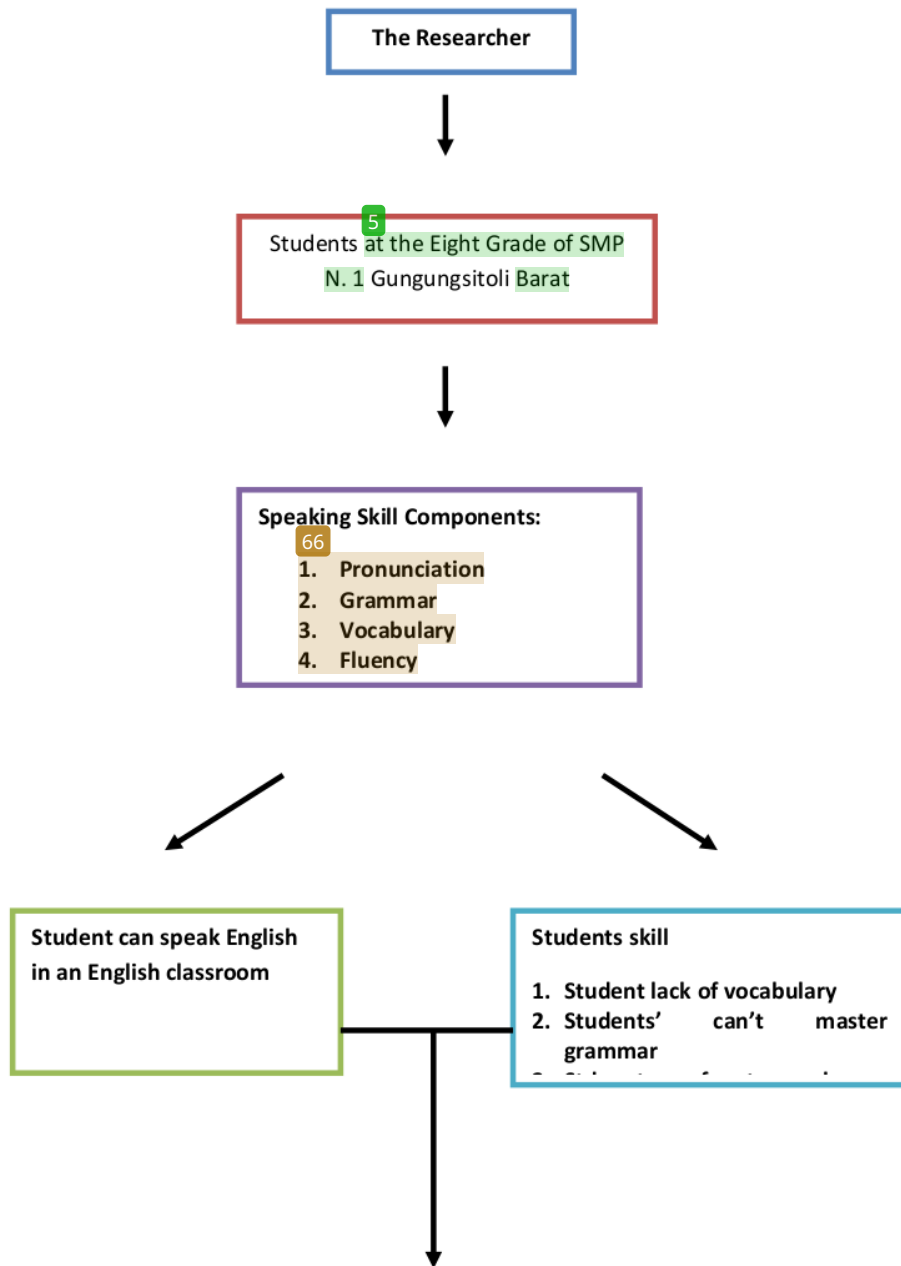 The Researcher
5
Students at the Eight Grade of SMP
N. 1 Gungungsitoli Barat
Speaking Skill Components:
66
1. Pronunciation
2. Grammar
3. Vocabulary
4. Fluency
Student can speak English
in an English classroom
Students skill
1. Student lack of vocabulary
2. Students’ can’t master
grammar